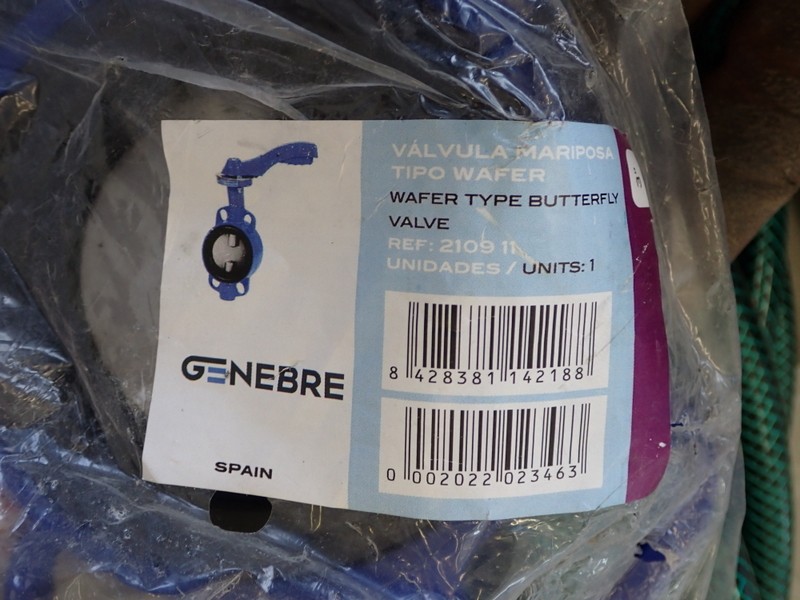 VÁLVULA MARIPOSA
TIPO WAFER
WAFER TYPE BUTTERFLY
VALVE
REF: 2109 11
UNIDADES / UNITS: 1
8 428381 142188
GENEBRE
0 002022 023463
SPAIN